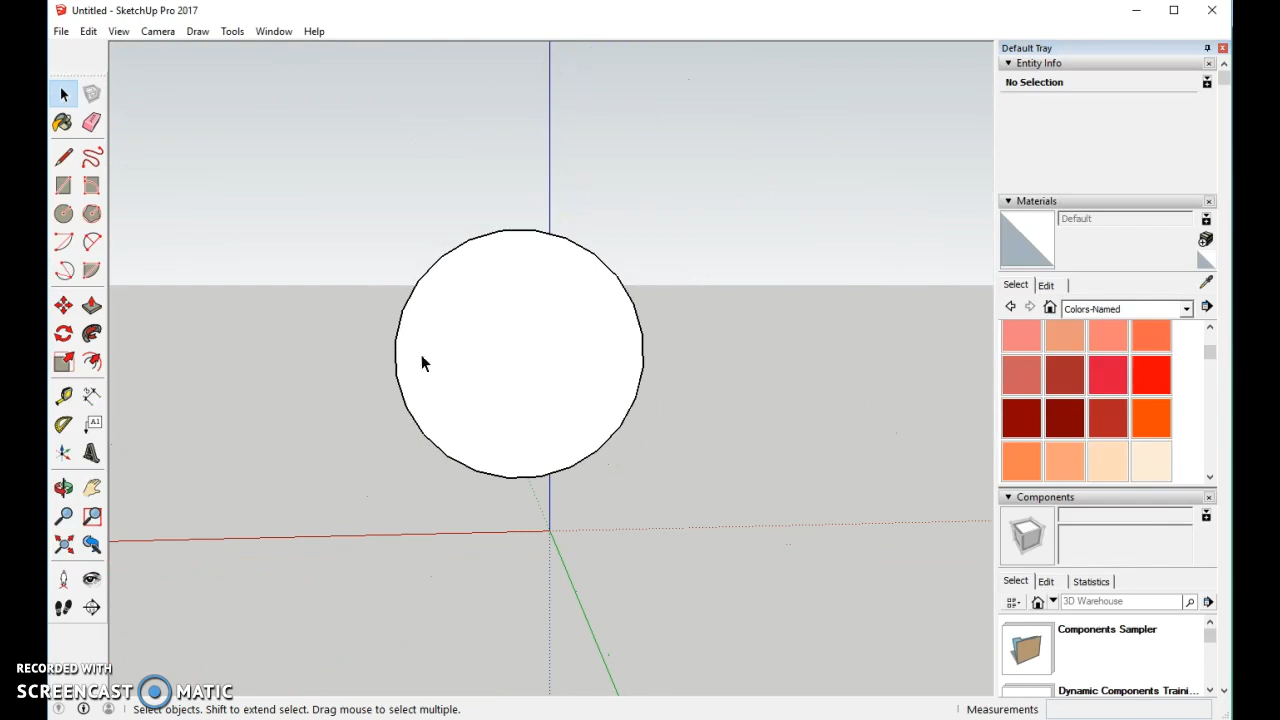 Untitled - SketchUp Pro 2017
File Edit View Camera Draw Tools Window Help
Default Tray
Entity Info
No Selection
Materials
Default
Select Edit
Colors-Named
A1
Components
Select Edit Statistics
3D Warehouse
Components Sampler
Dynamic Components Traini...
RECORDED WITH
SCREENCAST MATIC
Select objects. Shift to extend select. Drag mouse to select multiple.
Measurements